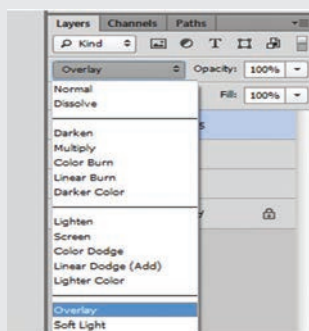 Layers Channels Paths
Kind T
Overlay Opacity: 100%
Normal
Dissolve
Fill: 100%
Darken
Multiply
Color Burn
Linear Burn
Darker Color
Lighten
Screen
Color Dodge
Linear Dodge (Add)
Lighter Color
Overlay
Soft Light